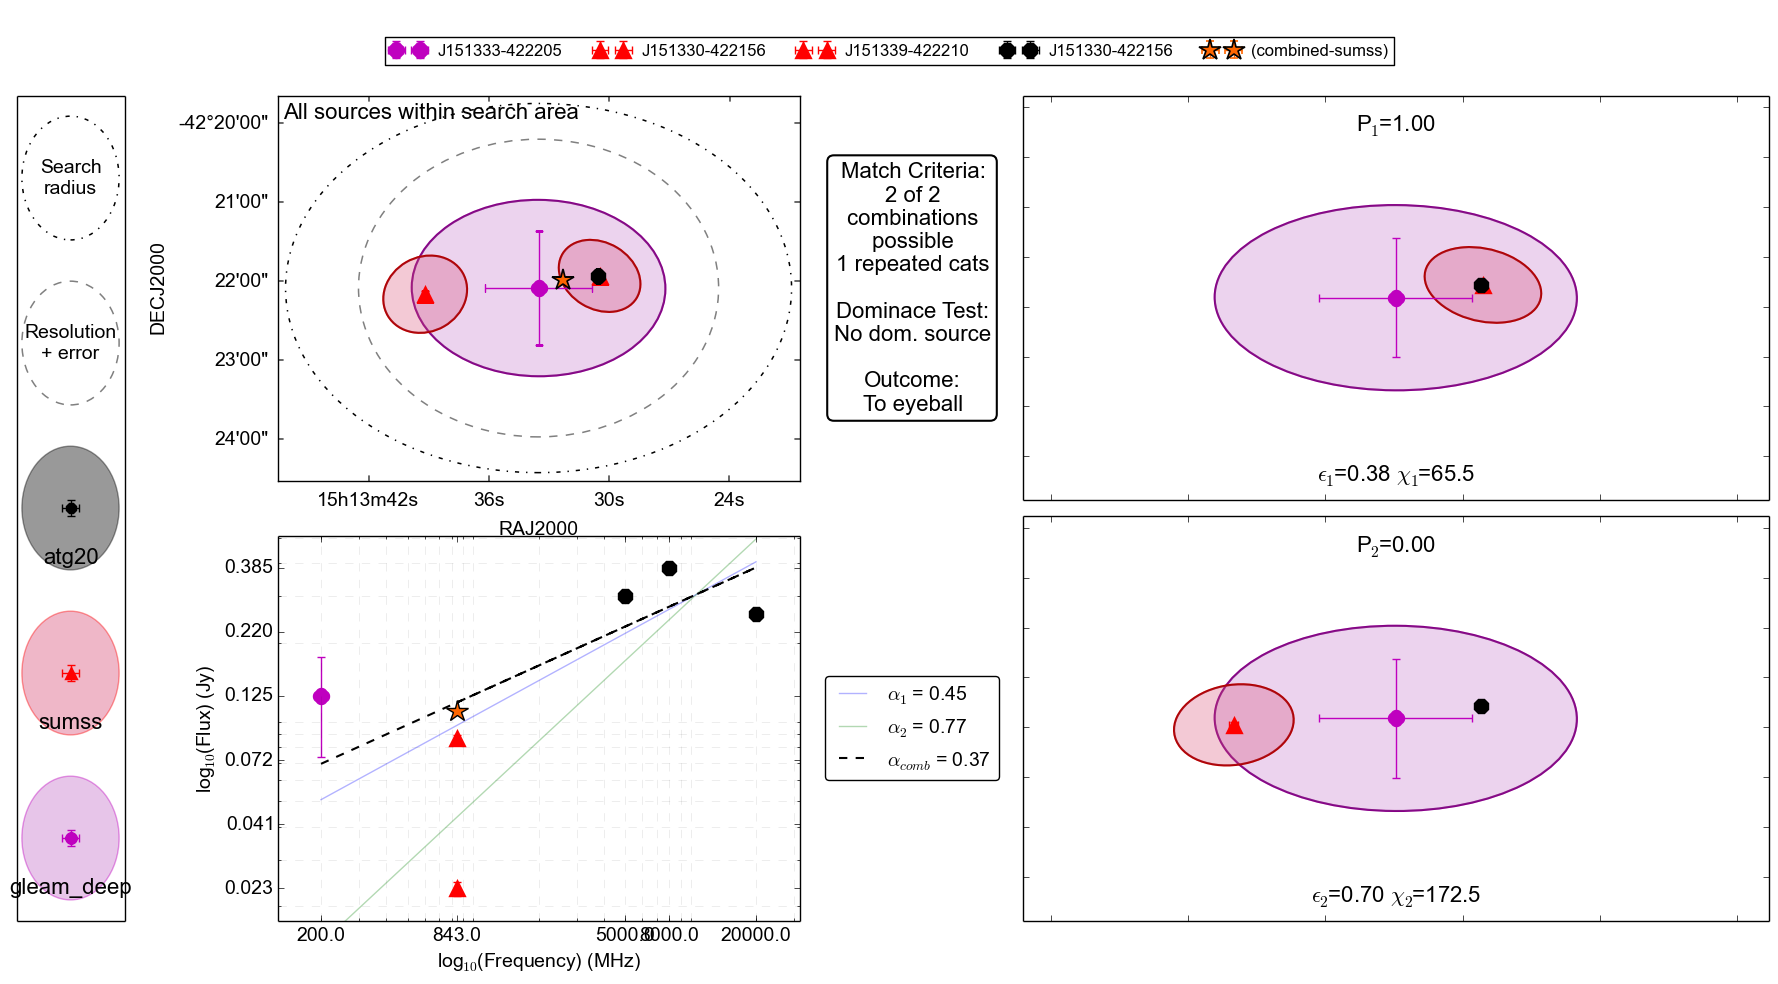 J151333-422205 J151330-422156 J151339-422210 J151330-422156 (combined-sumss)
Search
radius
Resolution
+ error
atg20
sumss
gleam_deep
All sources within search area
DECJ2000
-42°20'00"
21'00"
22'00"
23'00"
24'00"
15h13m42s 36s 30s 24s
RAJ2000
Match Criteria:
2 of 2
combinations
possible
1 repeated cats
Dominace Test:
No dom. source
Outcome:
To eyeball
P1=1.00
ϵ1=0.38 χ1=65.5
log10(Flux) (Jy)
0.385
0.220
0.125
0.072
0.041
0.023
200.0 843.0 5000.0 8000.0 20000.0
log10(Frequency) (MHz)
α1 = 0.45
α2 = 0.77
αcomb = 0.37
P2=0.00
ϵ2=0.70 χ2=172.5